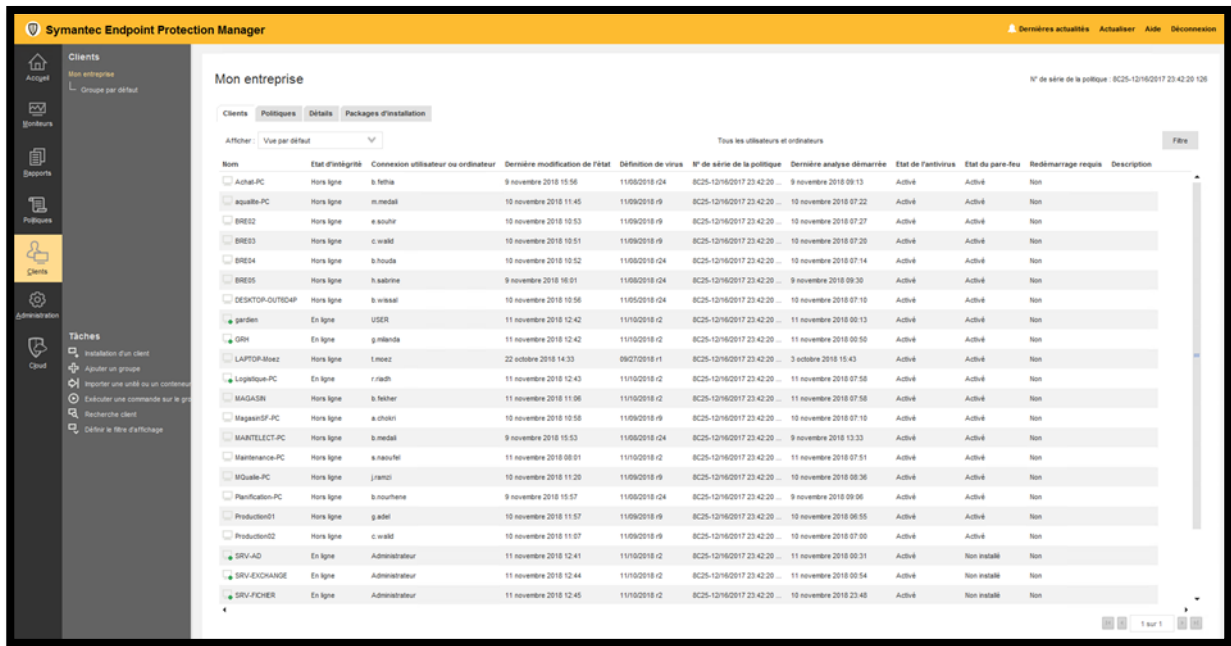 Symantec Endpoint Protection Manager
Dernières actualités Actualiser Aide Déconnexion
Accueil
Moniteurs
Rapports
Politiques
Clients
Administration
Cloud
Clients
Mon entreprise
Groupe par défaut
Tâches
Installation d'un client
Ajouter un groupe
Importer une unité ou un conteneur
Exécuter une commande sur le gro
Recherche client
Définir le filtre d'affichage
Mon entreprise
N° de série de la politique : 8C25-12/16/2017 23:42:20 126
Clients Politiques Détails Packages d'installation
Afficher : Vue par défaut Tous les utilisateurs et ordinateurs Filtre
Nom Etat d'intégrité Connexion utilisateur ou ordinateur Dernière modification de l'état Définition de virus N° de série de la politique Dernière analyse démarrée Etat de l'antivirus Etat du pare-feu Redémarrage requis Description
Achat-PC Hors ligne b.fethia 9 novembre 2018 15:56 11/08/2018 r24 8C25-12/16/2017 23:42:20 ... 9 novembre 2018 09:13 Activé Activé Non
aqualite-PC Hors ligne m.medali 10 novembre 2018 11:45 11/09/2018 r9 8C25-12/16/2017 23:42:20 ... 10 novembre 2018 07:22 Activé Activé Non
BRE02 Hors ligne e.souhir 10 novembre 2018 10:53 11/09/2018 r9 8C25-12/16/2017 23:42:20 ... 10 novembre 2018 07:27 Activé Activé Non
BRE03 Hors ligne c.walid 10 novembre 2018 10:51 11/09/2018 r9 8C25-12/16/2017 23:42:20 ... 10 novembre 2018 07:20 Activé Activé Non
BRE04 Hors ligne b.houda 10 novembre 2018 10:52 11/08/2018 r24 8C25-12/16/2017 23:42:20 ... 10 novembre 2018 07:14 Activé Activé Non
BRE05 Hors ligne h.sabrine 9 novembre 2018 16:01 11/08/2018 r24 8C25-12/16/2017 23:42:20 ... 9 novembre 2018 09:30 Activé Activé Non
DESKTOP-OUT6D4P Hors ligne b.wissal 10 novembre 2018 10:56 11/05/2018 r24 8C25-12/16/2017 23:42:20 ... 10 novembre 2018 07:10 Activé Activé Non
gardien En ligne USER 11 novembre 2018 12:42 11/10/2018 r2 8C25-12/16/2017 23:42:20 ... 11 novembre 2018 00:13 Activé Activé Non
GRH En ligne g.milanda 11 novembre 2018 12:42 11/10/2018 r2 8C25-12/16/2017 23:42:20 ... 11 novembre 2018 00:50 Activé Activé Non
LAPTOP-Moez Hors ligne t.moez 22 octobre 2018 14:33 09/27/2018 r1 8C25-12/16/2017 23:42:20 ... 3 octobre 2018 15:43 Activé Activé Non
Logistique-PC En ligne r.riadh 11 novembre 2018 12:43 11/10/2018 r2 8C25-12/16/2017 23:42:20 ... 11 novembre 2018 07:58 Activé Activé Non
MAGASIN Hors ligne b.fekher 11 novembre 2018 11:06 11/10/2018 r2 8C25-12/16/2017 23:42:20 ... 11 novembre 2018 07:58 Activé Activé Non
MagasinSF-PC Hors ligne a.chokri 10 novembre 2018 10:58 11/09/2018 r9 8C25-12/16/2017 23:42:20 ... 10 novembre 2018 07:10 Activé Activé Non
MAINTELECT-PC Hors ligne b.medali 9 novembre 2018 15:53 11/08/2018 r24 8C25-12/16/2017 23:42:20 ... 9 novembre 2018 13:33 Activé Activé Non
Maintenance-PC Hors ligne s.naoufel 11 novembre 2018 08:01 11/10/2018 r2 8C25-12/16/2017 23:42:20 ... 11 novembre 2018 07:51 Activé Activé Non
MQualie-PC Hors ligne j.ramzi 10 novembre 2018 11:20 11/09/2018 r9 8C25-12/16/2017 23:42:20 ... 10 novembre 2018 08:36 Activé Activé Non
Planification-PC Hors ligne b.nourhene 9 novembre 2018 15:57 11/08/2018 r24 8C25-12/16/2017 23:42:20 ... 9 novembre 2018 09:06 Activé Activé Non
Production01 Hors ligne g.adel 10 novembre 2018 11:57 11/09/2018 r9 8C25-12/16/2017 23:42:20 ... 10 novembre 2018 06:55 Activé Activé Non
Production02 Hors ligne c.walid 10 novembre 2018 11:07 11/09/2018 r9 8C25-12/16/2017 23:42:20 ... 10 novembre 2018 07:00 Activé Activé Non
SRV-AD En ligne Administrateur 11 novembre 2018 12:41 11/10/2018 r2 8C25-12/16/2017 23:42:20 ... 11 novembre 2018 00:31 Activé Non installé Non
SRV-EXCHANGE En ligne Administrateur 11 novembre 2018 12:44 11/10/2018 r2 8C25-12/16/2017 23:42:20 ... 11 novembre 2018 00:54 Activé Non installé Non
SRV-FICHIER En ligne Administrateur 11 novembre 2018 12:45 11/10/2018 r2 8C25-12/16/2017 23:42:20 ... 10 novembre 2018 23:48 Activé Non installé Non
1 sur 1